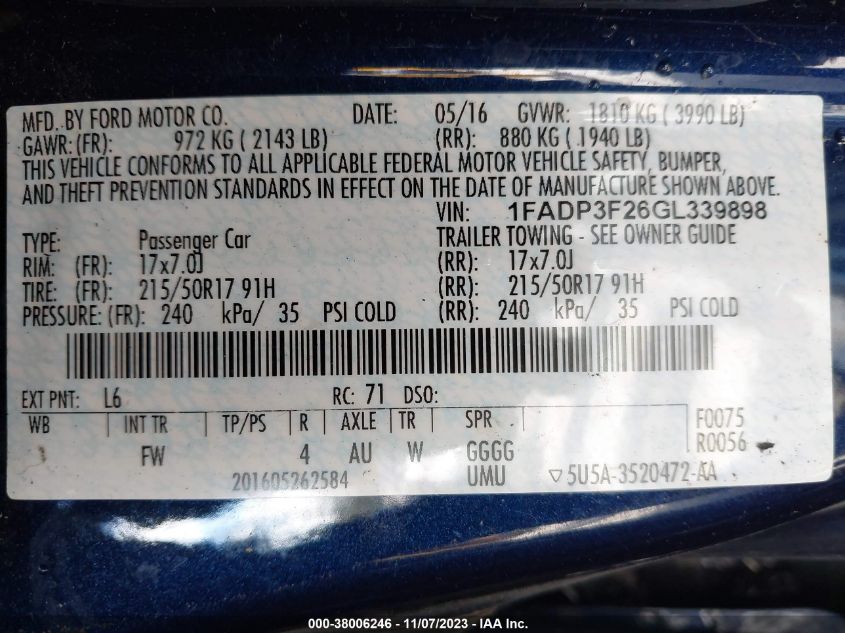 MFD. BY FORD MOTOR CO. DATE: 05/16 GVWR: 1810 KG ( 3990 LB)
GAWR: (FR): 972 KG ( 2143 LB) (RR): 880 KG ( 1940 LB)
THIS VEHICLE CONFORMS TO ALL APPLICABLE FEDERAL MOTOR VEHICLE SAFETY, BUMPER,
AND THEFT PREVENTION STANDARDS IN EFFECT ON THE DATE OF MANUFACTURE SHOWN ABOVE.
VIN: 1FADP3F26GL339898
TYPE: Passenger Car TRAILER TOWING - SEE OWNER GUIDE
RIM: (FR): 17x7.0J (RR): 17x7.0J
TIRE: (FR): 215/50R17 91H (RR): 215/50R17 91H
PRESSURE: (FR): 240 kPa/ 35 PSI COLD (RR): 240 kPa/ 35 PSI COLD
EXT PNT: L6 RC: 71 DSO:
WB INT TR TP/PS R AXLE TR SPR F0075
R0056
FW 4 AU W GGGG
201605262584 UMU ▽5U5A-3520472-AA
000-38006246 - 11/07/2023 - © IAA Inc.